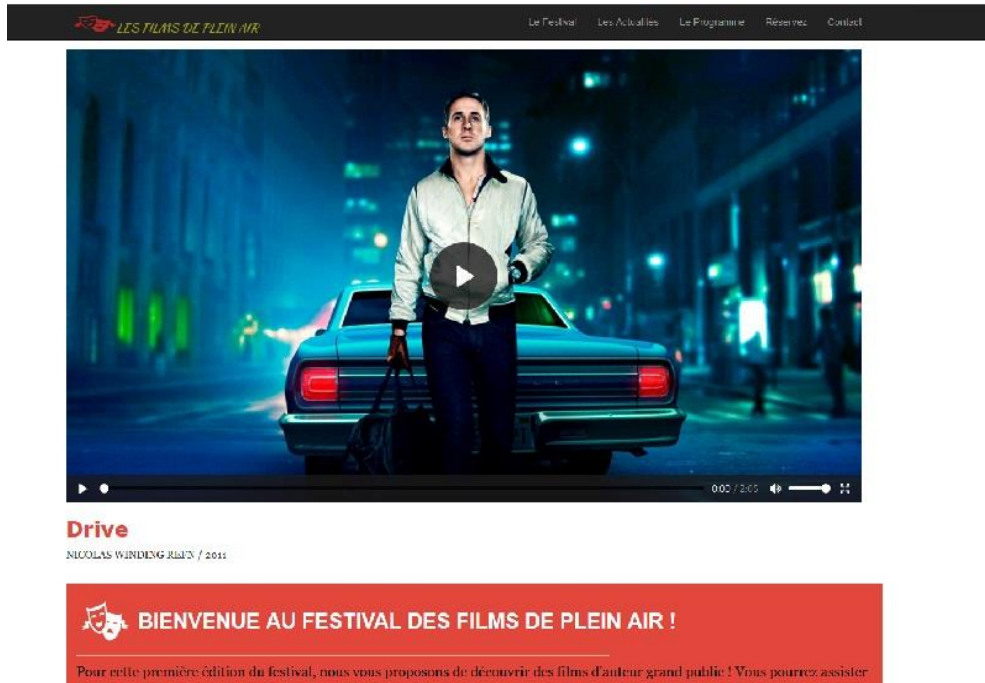 LES FILMS DE PLEIN AIR
Le Festival Les Actualités Le Programme Réservez Contact
0:00 / 2:05
Drive
NICOLAS WINDING REFN / 2011
BIENVENUE AU FESTIVAL DES FILMS DE PLEIN AIR !
Pour cette première édition du festival, nous vous proposons de découvrir des films d'auteur grand public ! Vous pourrez assister